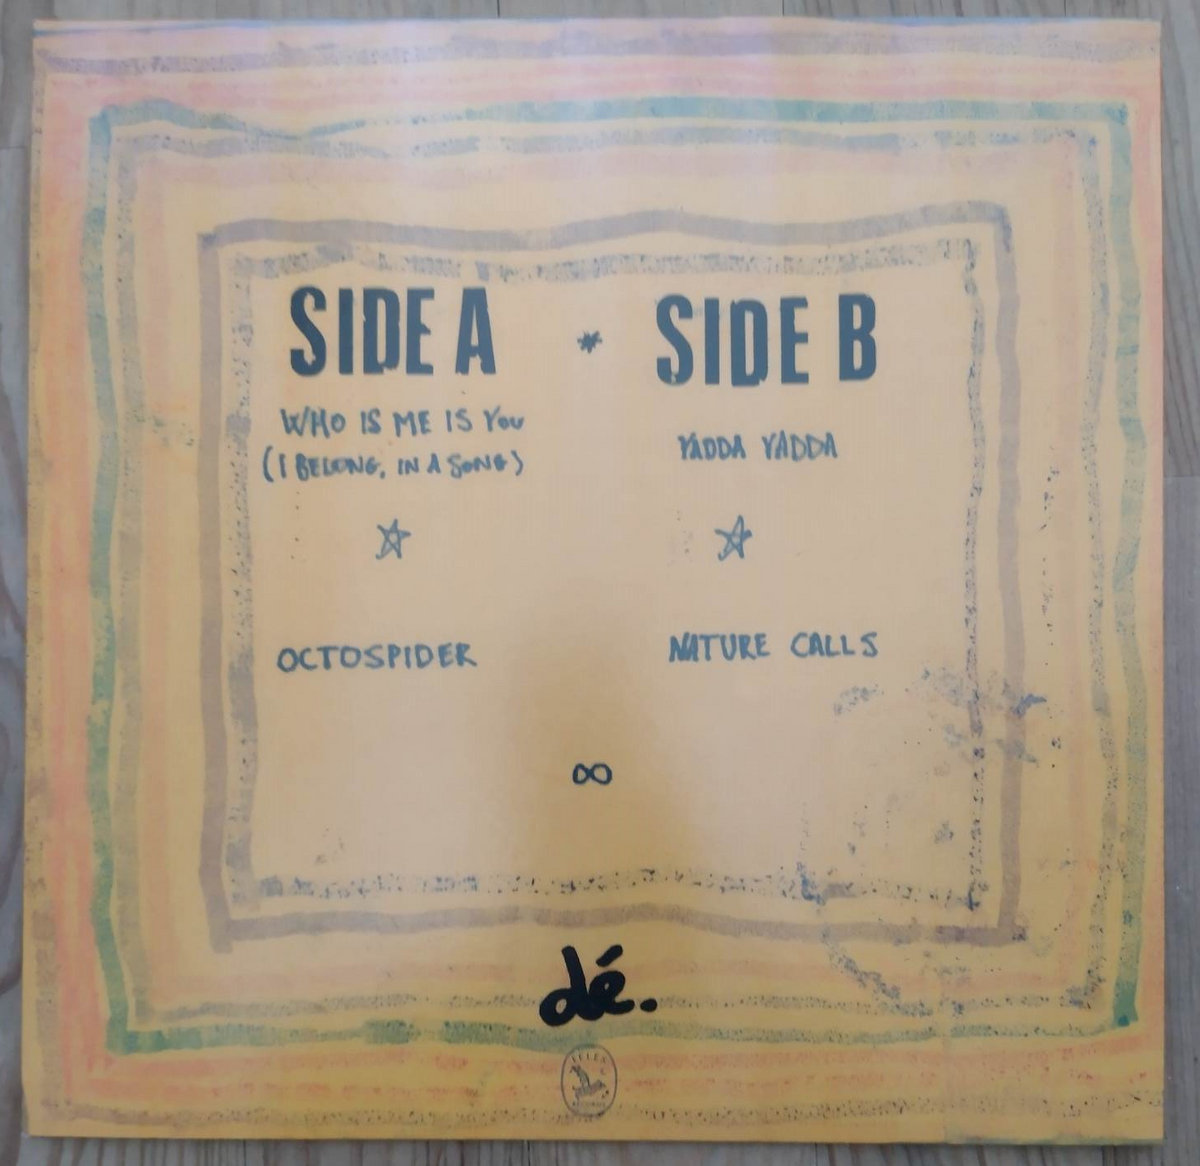 SIDE A * SIDE B
WHO IS ME IS YOU
(I BELONG, IN A SONG)
YADDA YADDA
OCTOSPIDER
NATURE CALLS
∞
dé.